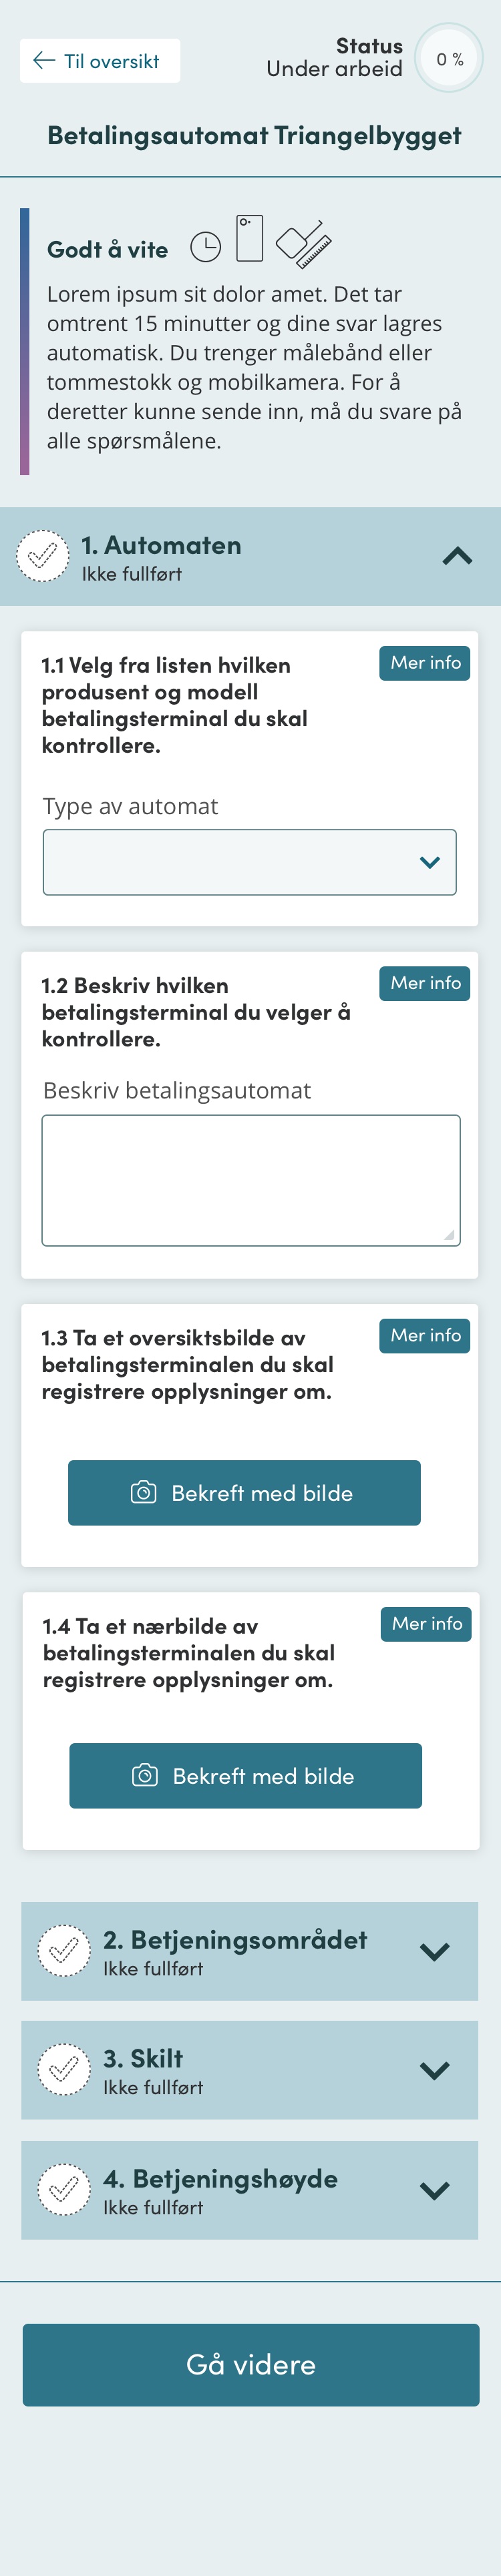 Til oversikt
Status
Under arbeid
0 %
Betalingsautomat Triangelbygget
Godt å vite
Lorem ipsum sit dolor amet. Det tar
omtrent 15 minutter og dine svar lagres
automatisk. Du trenger målebånd eller
tommestokk og mobilkamera. For å
deretter kunne sende inn, må du svare på
alle spørsmålene.
1. Automaten
Ikke fullført
1.1 Velg fra listen hvilken
produsent og modell
betalingsterminal du skal
kontrollere.
Mer info
Type av automat
1.2 Beskriv hvilken
betalingsterminal du velger å
kontrollere.
Mer info
Beskriv betalingsautomat
1.3 Ta et oversiktsbilde av
betalingsterminalen du skal
registrere opplysninger om.
Mer info
Bekreft med bilde
1.4 Ta et nærbilde av
betalingsterminalen du skal
registrere opplysninger om.
Mer info
Bekreft med bilde
2. Betjeningsområdet
Ikke fullført
3. Skilt
Ikke fullført
4. Betjeningshøyde
Ikke fullført
Gå videre